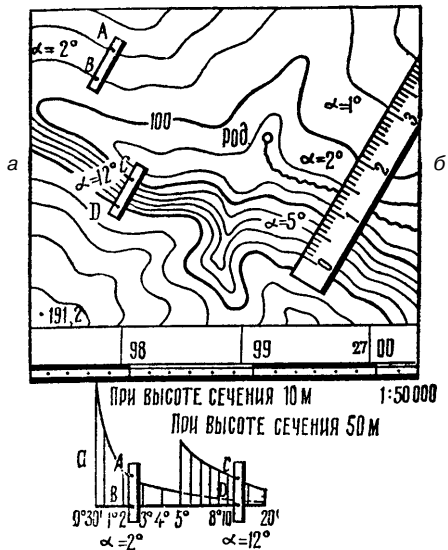 А
α=2°
В
α=1°
100
3
род.
а
б
α=12°
С
α=2°
2
D
α=5°
1
0
• 191,2
98 99 27 00
ПРИ ВЫСОТЕ СЕЧЕНИЯ 10 М 1:50 000
ПРИ ВЫСОТЕ СЕЧЕНИЯ 50 М
α
А
С
В
D
0°30' 1° 2° 3° 4° 5° 8° 10° 20°
α=2° α=12°